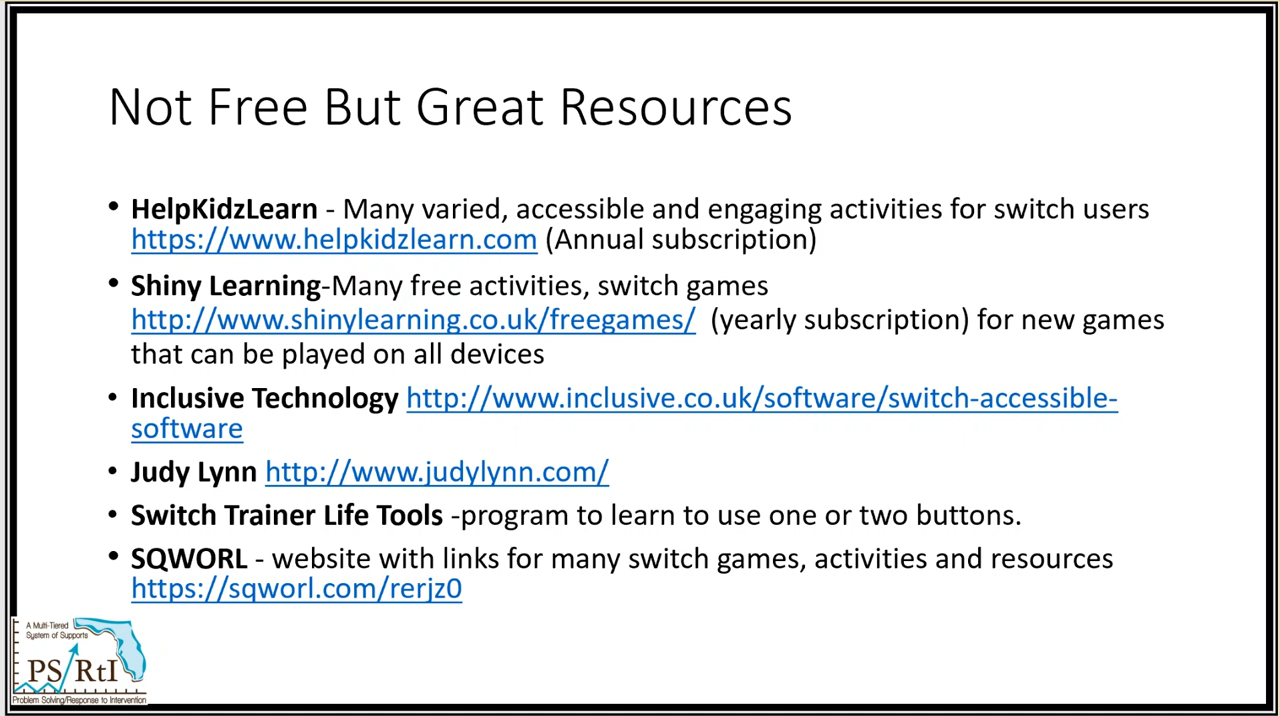 Not Free But Great Resources
• HelpKidzLearn - Many varied, accessible and engaging activities for switch users
https://www.helpkidzlearn.com (Annual subscription)
• Shiny Learning-Many free activities, switch games
http://www.shinylearning.co.uk/freegames/ (yearly subscription) for new games
that can be played on all devices
• Inclusive Technology http://www.inclusive.co.uk/software/switch-accessible-
software
• Judy Lynn http://www.judylynn.com/
• Switch Trainer Life Tools -program to learn to use one or two buttons.
• SQWORL - website with links for many switch games, activities and resources
https://sqworl.com/rerjz0
A Multi-Tiered
System of Supports
PS/RtI
Problem Solving/Response to Intervention